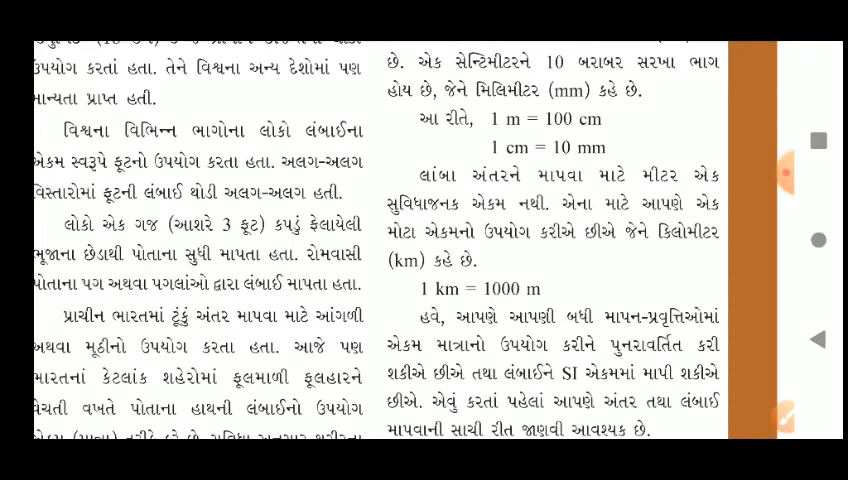 ઉપયોગ કરતાં હતા. તેને વિશ્વના અન્ય દેશોમાં પણ
માન્યતા પ્રાપ્ત હતી.
વિશ્વના વિભિન્ન ભાગોના લોકો લંબાઈના
એકમ સ્વરૂપે ફૂટનો ઉપયોગ કરતા હતા. અલગ-અલગ
વિસ્તારોમાં ફૂટની લંબાઈ થોડી અલગ-અલગ હતી.
લોકો એક ગજ (આશરે 3 ફૂટ) કપડું ફેલાયેલી
ભૂજાના છેડાથી પોતાના સુધી માપતા હતા. રોમવાસી
પોતાના પગ અથવા પગલાંઓ દ્વારા લંબાઈ માપતા હતા.
પ્રાચીન ભારતમાં ટૂંકું અંતર માપવા માટે આંગળી
અથવા મૂઠીનો ઉપયોગ કરતા હતા. આજે પણ
ભારતનાં કેટલાંક શહેરોમાં ફૂલમાળી ફૂલહારને
વેચતી વખતે પોતાના હાથની લંબાઈનો ઉપયોગ
છે. એક સેન્ટિમીટરને 10 બરાબર સરખા ભાગ
હોય છે, જેને મિલિમીટર (mm) કહે છે.
આ રીતે, 1 m = 100 cm
1 cm = 10 mm
લાંબા અંતરને માપવા માટે મીટર એક
સુવિધાજનક એકમ નથી. એના માટે આપણે એક
મોટા એકમનો ઉપયોગ કરીએ છીએ જેને કિલોમીટર
(km) કહે છે.
1 km = 1000 m
હવે, આપણે આપણી બધી માપન-પ્રવૃત્તિઓમાં
એકમ માત્રાનો ઉપયોગ કરીને પુનરાવર્તિત કરી
શકીએ છીએ તથા લંબાઈને SI એકમમાં માપી શકીએ
છીએ. એવું કરતાં પહેલાં આપણે અંતર તથા લંબાઈ
માપવાની સાચી રીત જાણવી આવશ્યક છે.